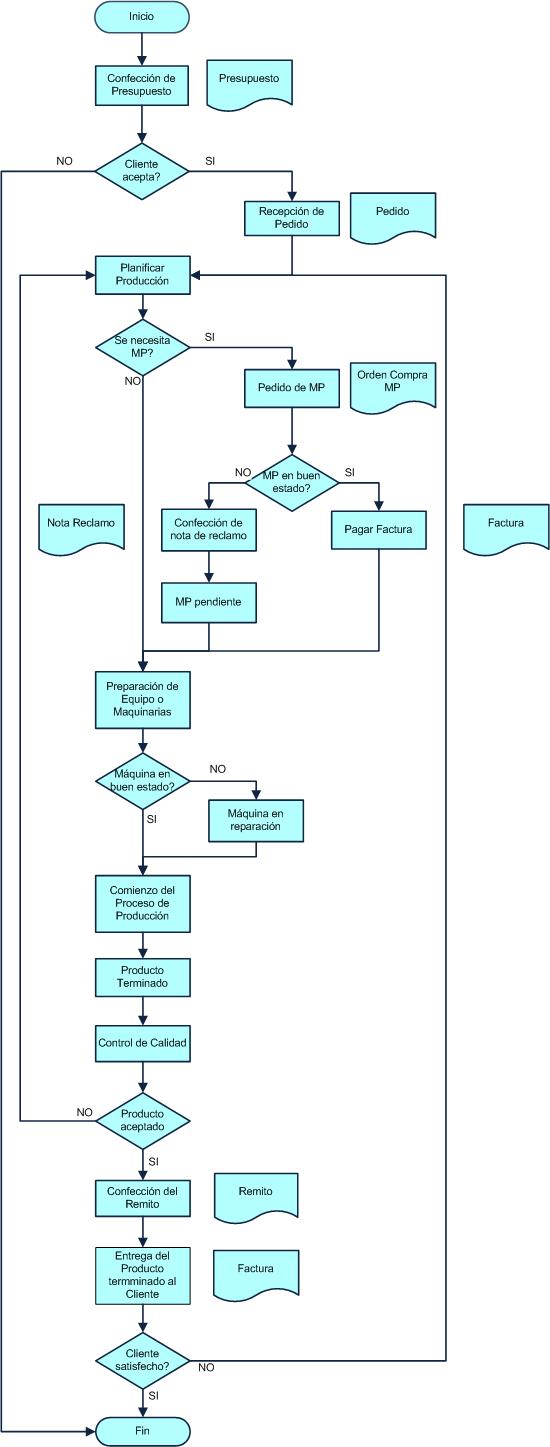 Inicio
Confección de
Presupuesto
Presupuesto
NO
Cliente
acepta?
SI
Recepción de
Pedido
Pedido
Planificar
Producción
Se necesita
MP?
SI
NO
Pedido de MP
Orden Compra
MP
NO
MP en buen
estado?
SI
Nota Reclamo
Confección de
nota de reclamo
Pagar Factura
Factura
MP pendiente
Preparación de
Equipo o
Maquinarias
Máquina en
buen estado?
NO
SI
Máquina en
reparación
Comienzo del
Proceso de
Producción
Producto
Terminado
Control de Calidad
NO
Producto
aceptado
SI
Confección del
Remito
Remito
Entrega del
Producto
termminado al
Cliente
Factura
Cliente
satisfecho?
NO
SI
Fin